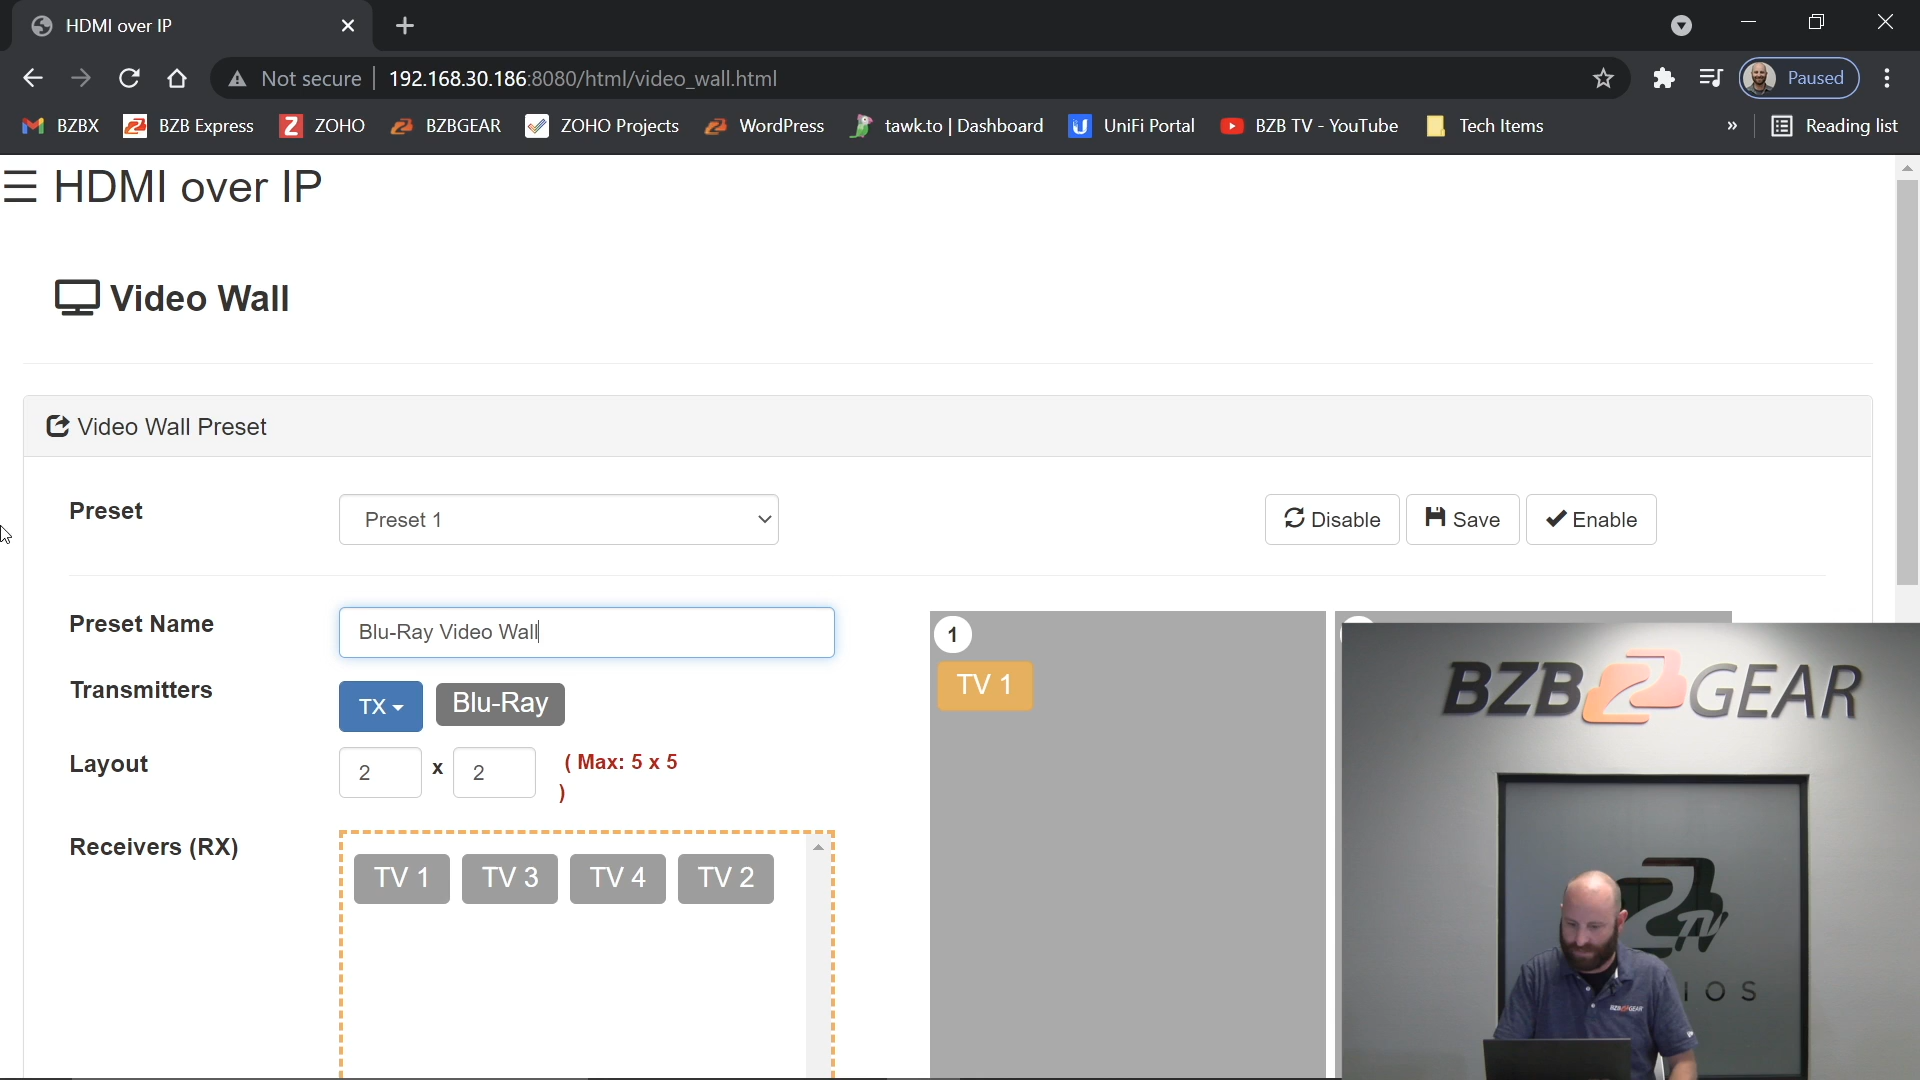 HDMI over IP
Not secure 192.168.30.186:8080/html/video_wall.html Paused
BZBX BZB Express ZOHO BZBGEAR ZOHO Projects WordPress tawk.to | Dashboard UniFi Portal BZB TV - YouTube Tech Items » Reading list
HDMI over IP
Video Wall
Video Wall Preset
Preset Preset 1 Disable Save Enable
Preset Name Blu-Ray Video Wall 1
TV 1
Transmitters TX Blu-Ray
Layout 2 x 2 ( Max: 5 x 5
)
Receivers (RX) TV 1 TV 3 TV 4 TV 2
BZB GEAR
TV
IOS
BZBGEAR